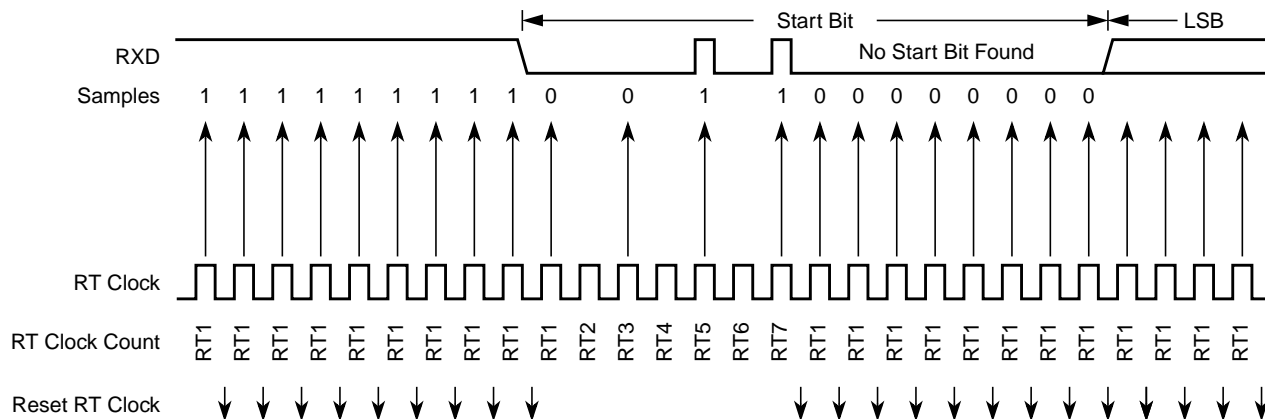 Start Bit LSB
RXD No Start Bit Found
Samples 1 1 1 1 1 1 1 1 1 0 0 1 1 0 0 0 0 0 0 0 0
RT Clock
RT Clock Count RT1 RT1 RT1 RT1 RT1 RT1 RT1 RT1 RT1 RT1 RT2 RT3 RT4 RT5 RT6 RT7 RT1 RT1 RT1 RT1 RT1 RT1 RT1 RT1 RT1 RT1 RT1 RT1
Reset RT Clock